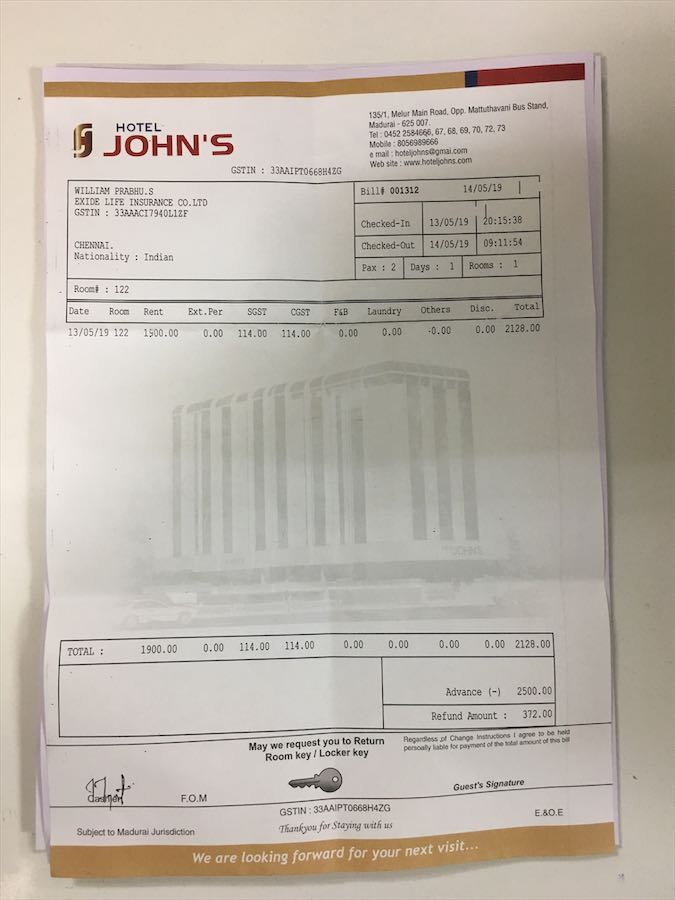 HOTEL
JOHN'S
135/1, Melur Main Road, Opp. Mattuthavani Bus Stand,
Madurai - 625 007.
Tel : 0452 2584666, 67, 68, 69, 70, 72, 73
Mobile : 8056989666
e mail : hoteljohns@gmai.com
Web site : www.hoteljohns.com
GSTIN : 33AAIPT0668H4ZG
WILLIAM PRABHU.S
EXIDE LIFE INSURANCE CO.LTD
GSTIN : 33AAACI7940L1ZF
CHENNAI.
Nationality : Indian
Bill# 001312 14/05/19
Checked-In 13/05/19 20:15:38
Checked-Out 14/05/19 09:11:54
Pax : 2 Days : 1 Rooms : 1
Room# : 122
Date Room Rent Ext.Per SGST CGST F&B Laundry Others Disc. Total
13/05/19 122 1900.00 0.00 114.00 114.00 0.00 0.00 0.00 0.00 2128.00
JOHN'S
TOTAL : 1900.00 0.00 114.00 114.00 0.00 0.00 0.00 0.00 2128.00
Advance (-) 2500.00
Refund Amount : 372.00
May we request you to Return
Room key / Locker key
Regardless of Change Instructions I agree to be held
personally liable for payment of the total amount of this bill
F.O.M
Guest's Signature
GSTIN : 33AAIPT0668H4ZG
E.&O.E
Subject to Madurai Jurisdiction
Thankyou for Staying with us
We are looking forward for your next visit...